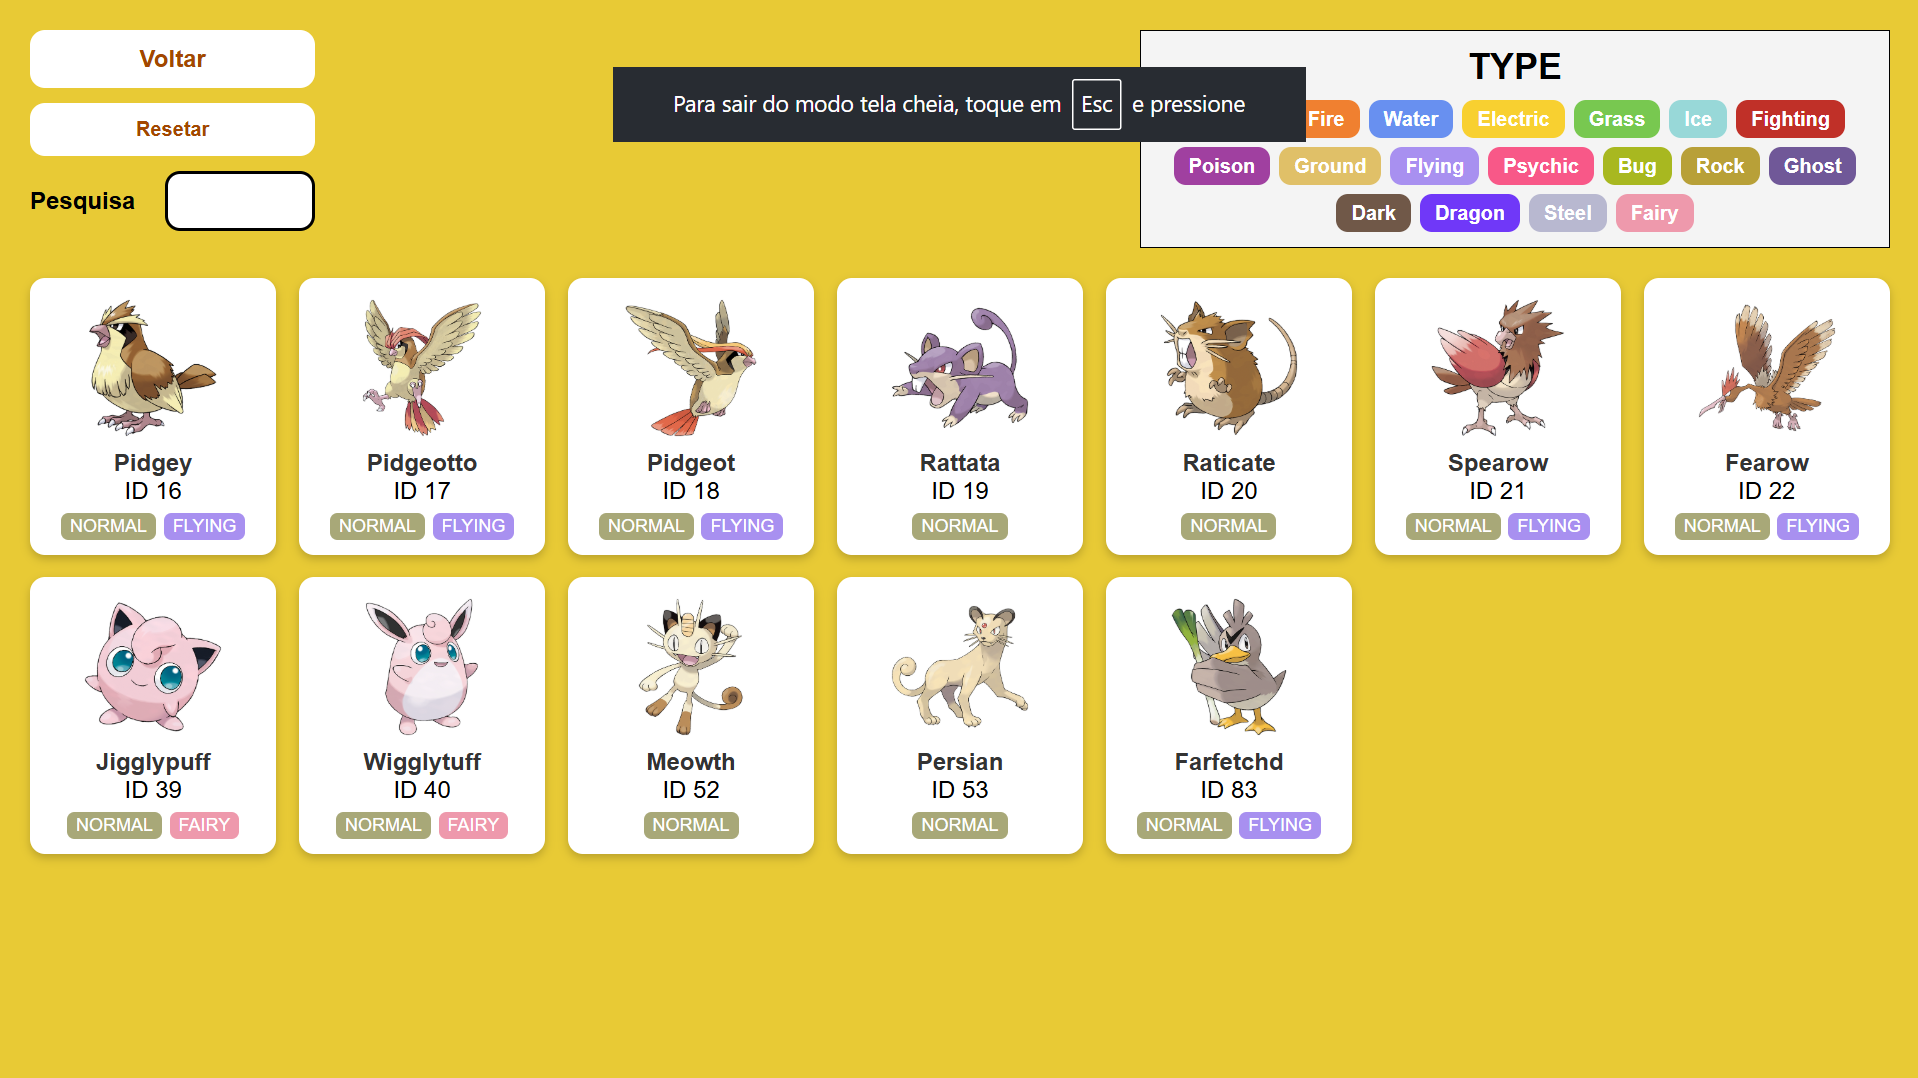 Voltar
Resetar
Pesquisa
Para sair do modo tela cheia, toque em Esc e pressione
TYPE
Fire Water Electric Grass Ice Fighting
Poison Ground Flying Psychic Bug Rock Ghost
Dark Dragon Steel Fairy
Pidgey
ID 16
NORMAL FLYING
Pidgeotto
ID 17
NORMAL FLYING
Pidgeot
ID 18
NORMAL FLYING
Rattata
ID 19
NORMAL
Raticate
ID 20
NORMAL
Spearow
ID 21
NORMAL FLYING
Fearow
ID 22
NORMAL FLYING
Jigglypuff
ID 39
NORMAL FAIRY
Wigglytuff
ID 40
NORMAL FAIRY
Meowth
ID 52
NORMAL
Persian
ID 53
NORMAL
Farfetchd
ID 83
NORMAL FLYING